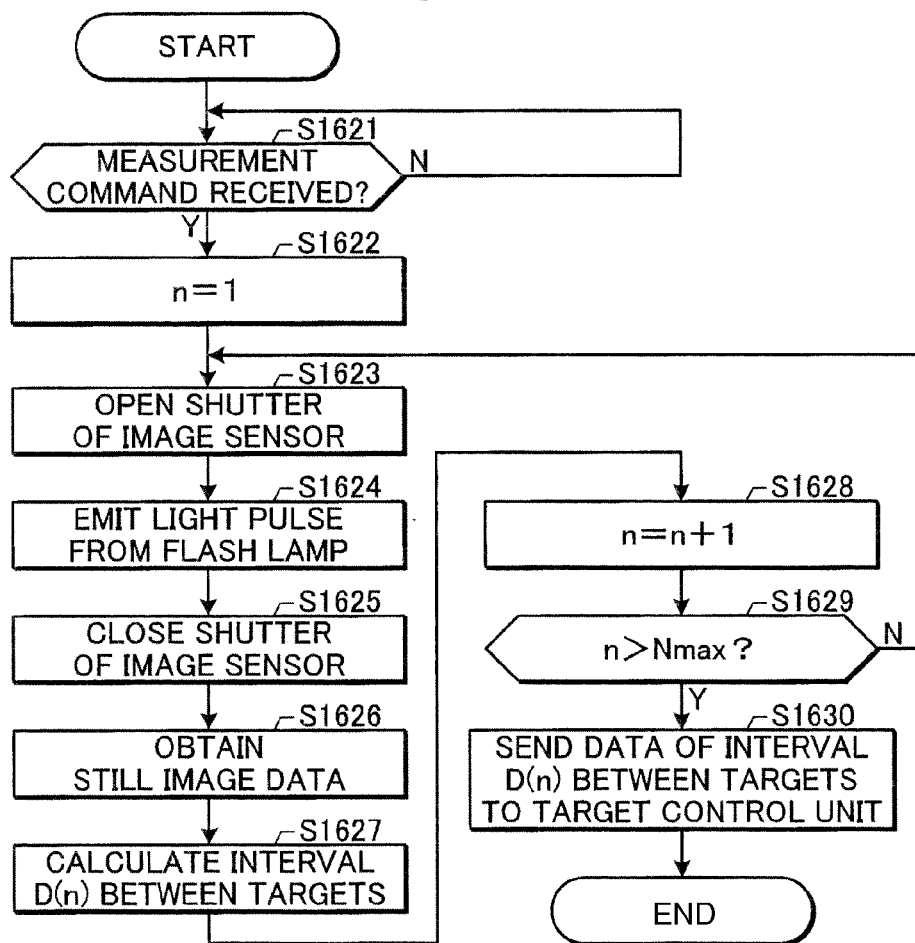 START
S1621
MEASUREMENT
COMMAND RECEIVED?
N
Y
S1622
n=1
S1623
OPEN SHUTTER
OF IMAGE SENSOR
S1624
EMIT LIGHT PULSE
FROM FLASH LAMP
S1625
CLOSE SHUTTER
OF IMAGE SENSOR
S1626
OBTAIN
STILL IMAGE DATA
S1627
CALCULATE INTERVAL
D(n) BETWEEN TARGETS
S1628
n=n+1
S1629
n>Nmax?
N
Y
S1630
SEND DATA OF INTERVAL
D(n) BETWEEN TARGETS
TO TARGET CONTROL UNIT
END